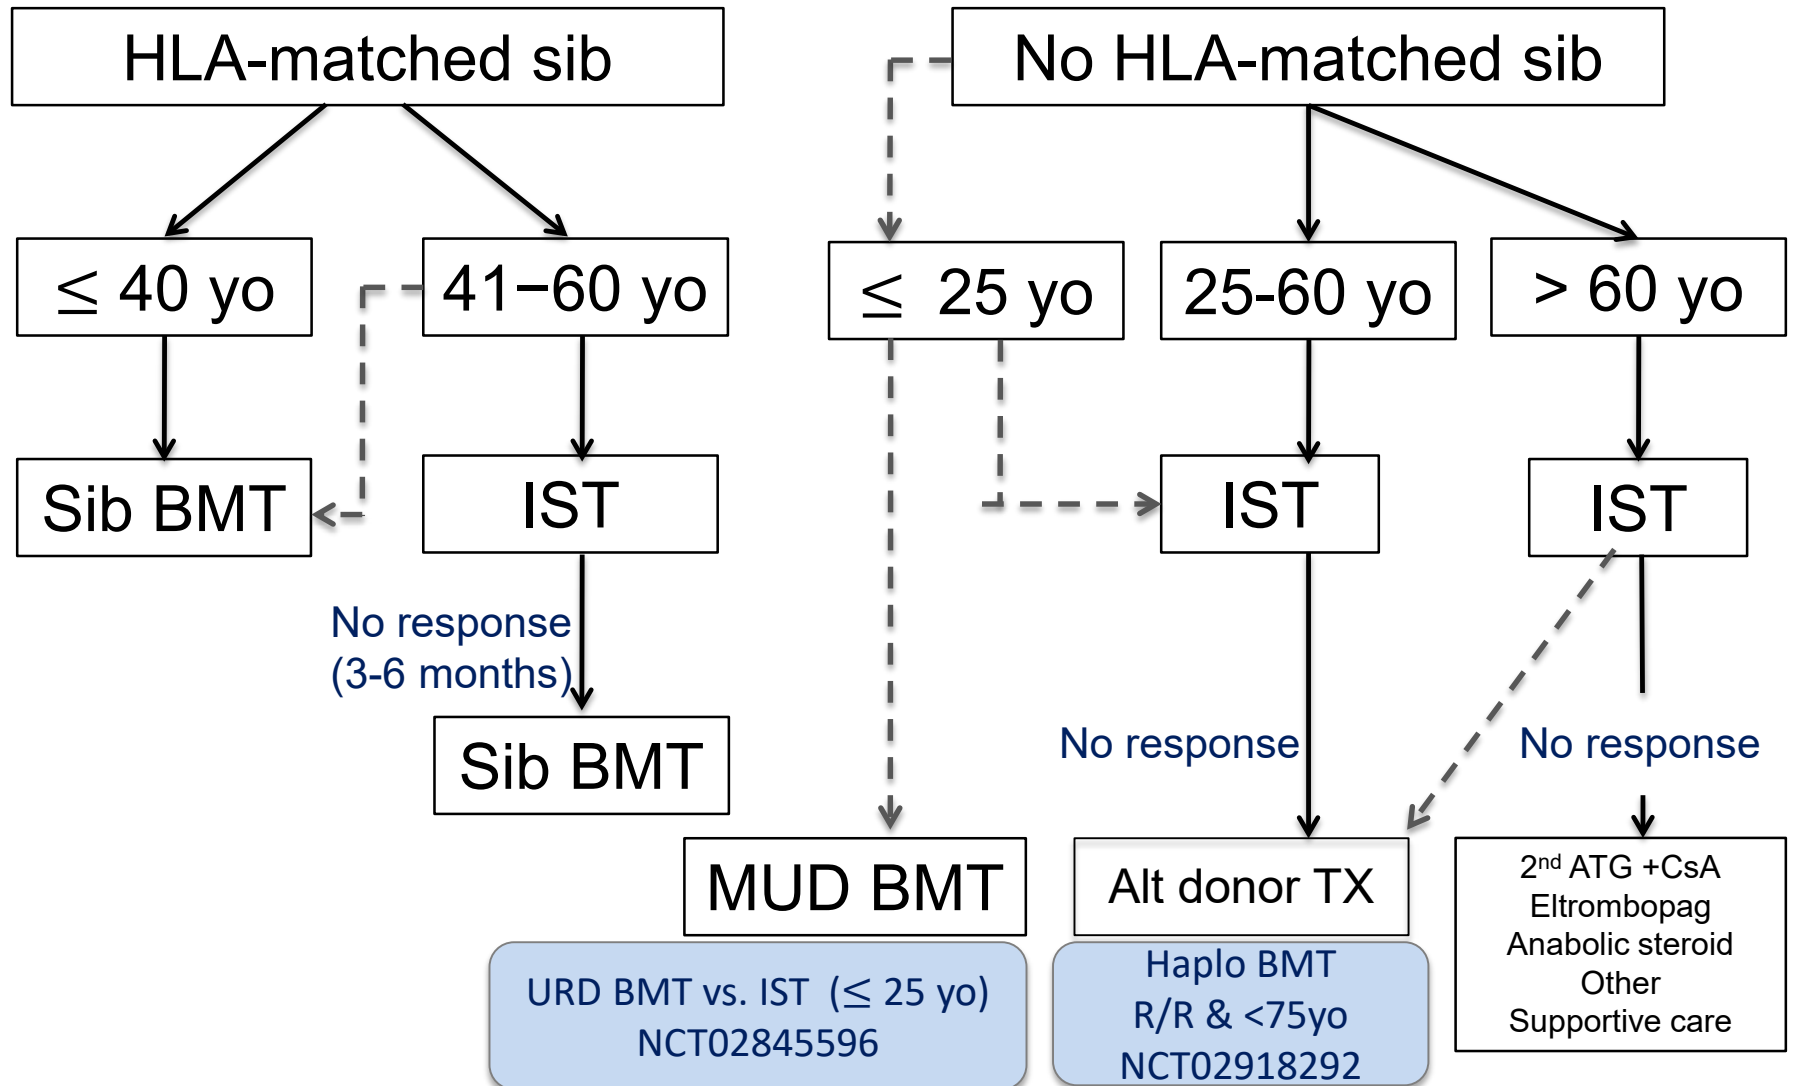 HLA-matched sib
No HLA-matched sib
≤ 40 yo
41–60 yo
≤ 25 yo
25-60 yo
> 60 yo
Sib BMT
IST
IST
IST
No response
(3-6 months)
Sib BMT
No response
No response
MUD BMT
Alt donor TX
2nd ATG +CsA
Eltrombopag
Anabolic steroid
Other
Supportive care
URD BMT vs. IST (≤ 25 yo)
NCT02845596
Haplo BMT
R/R & <75yo
NCT02918292